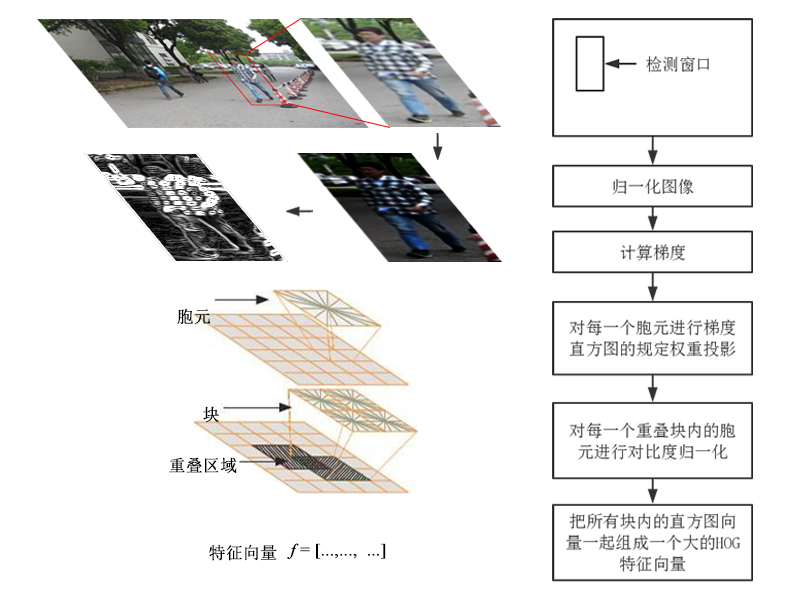 检测窗口
归一化图像
计算梯度
对每一个胞元进行梯度
直方图的规定权重投影
对每一个重叠块内的胞
元进行对比度归一化
把所有块内的直方图向
量一起组成一个大的HOG
特征向量
胞元
块
重叠区域
特征向量 f = [...,..., ...]